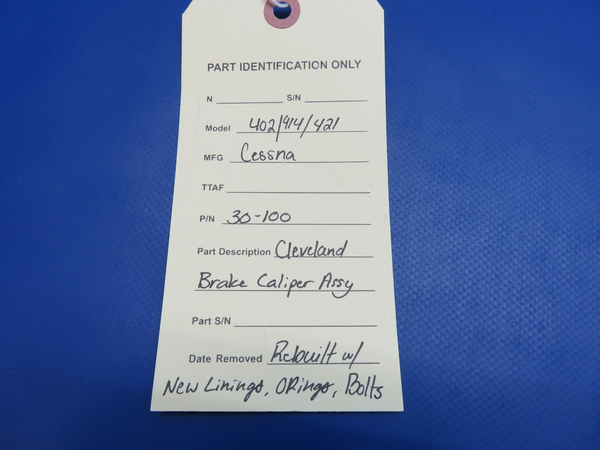 PART IDENTIFICATION ONLY
N S/N
Model 402/414/421
MFG Cessna
TTAF
P/N 30-100
Part Description Cleveland
Brake Caliper Assy
Part S/N
Date Removed Rebuilt w/
New Linings, ORings, Bolts